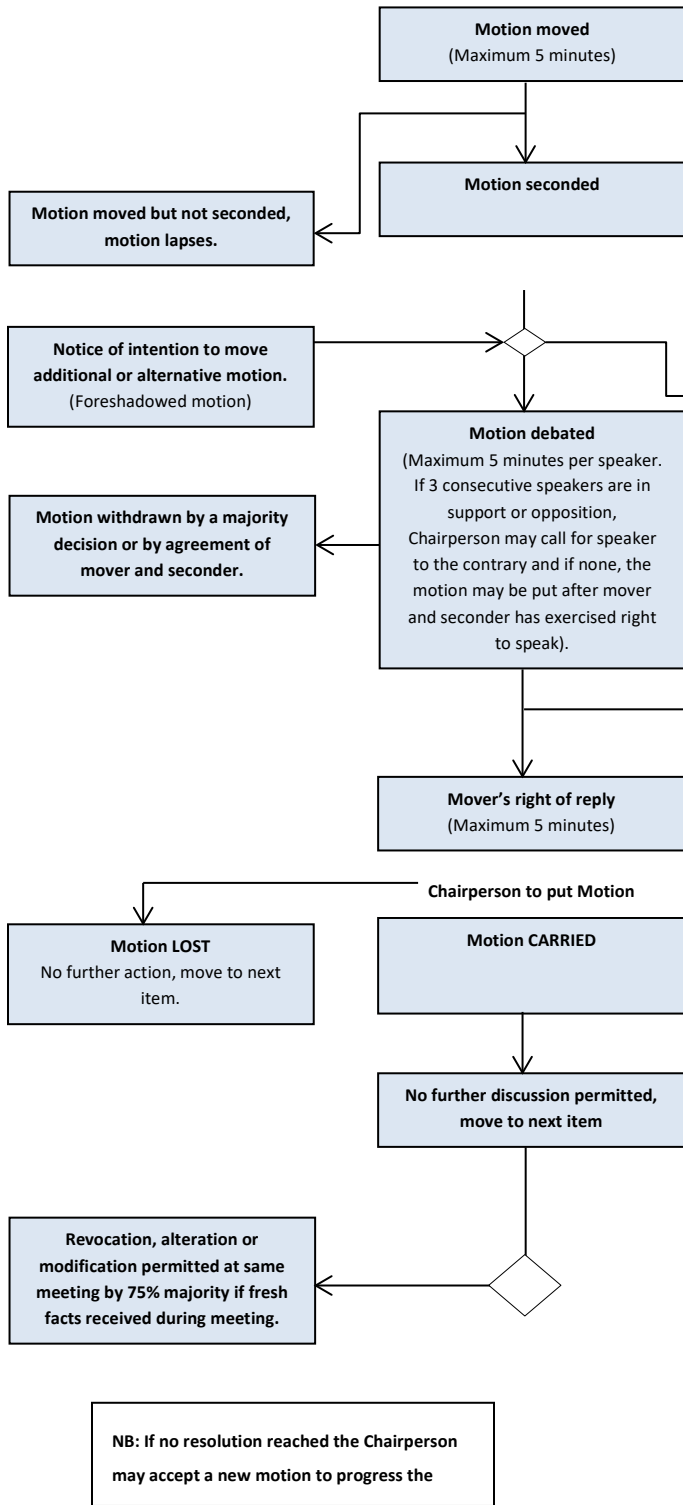 Motion moved
(Maximum 5 minutes)
Motion seconded
Motion moved but not seconded,
motion lapses.
Notice of intention to move
additional or alternative motion.
(Foreshadowed motion)
Motion debated
(Maximum 5 minutes per speaker.
If 3 consecutive speakers are in
support or opposition,
Chairperson may call for speaker
to the contrary and if none, the
motion may be put after mover
and seconder has exercised right
to speak).
Motion withdrawn by a majority
decision or by agreement of
mover and seconder.
Mover’s right of reply
(Maximum 5 minutes)
Chairperson to put Motion
Motion LOST
No further action, move to next
item.
Motion CARRIED
No further discussion permitted,
move to next item
Revocation, alteration or
modification permitted at same
meeting by 75% majority if fresh
facts received during meeting.
NB: If no resolution reached the Chairperson
may accept a new motion to progress the